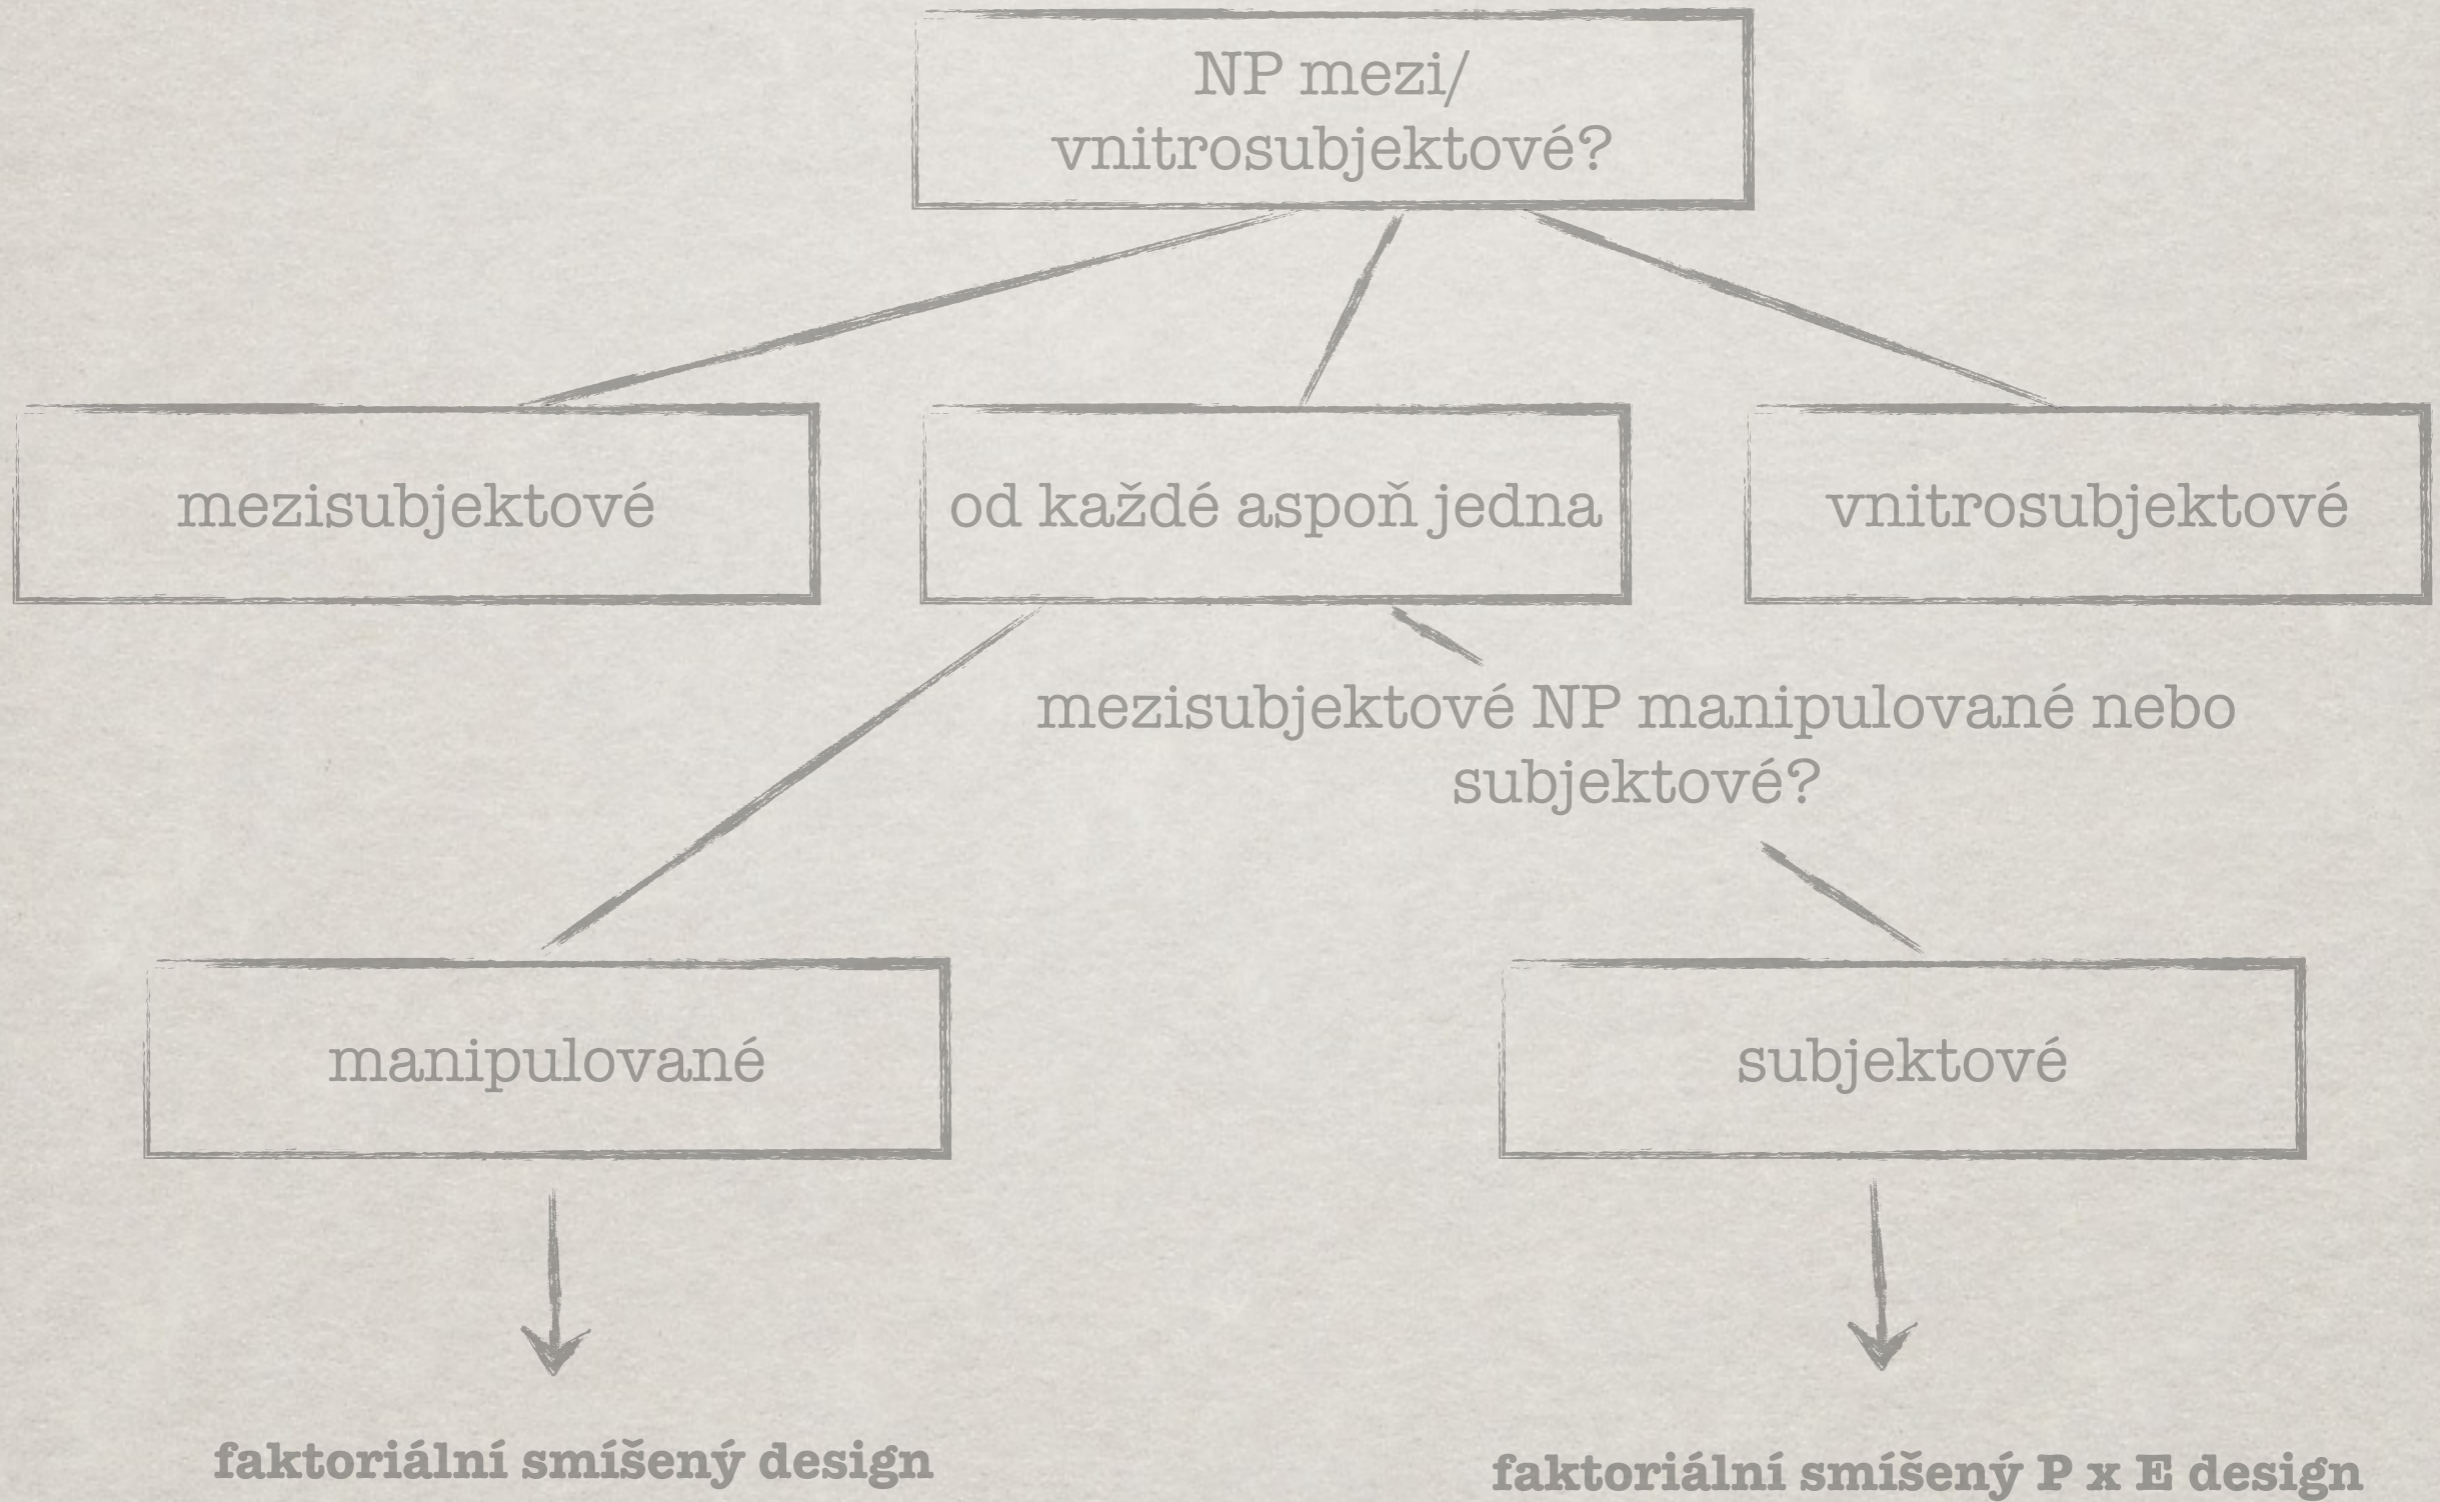 NP mezi/
vnitrosubjektové?
mezisubjektové
od každé aspoň jedna
vnitrosubjektové
mezisubjektové NP manipulované nebo
subjektové?
manipulované
subjektové
faktoriální smíšený design
faktoriální smíšený P x E design